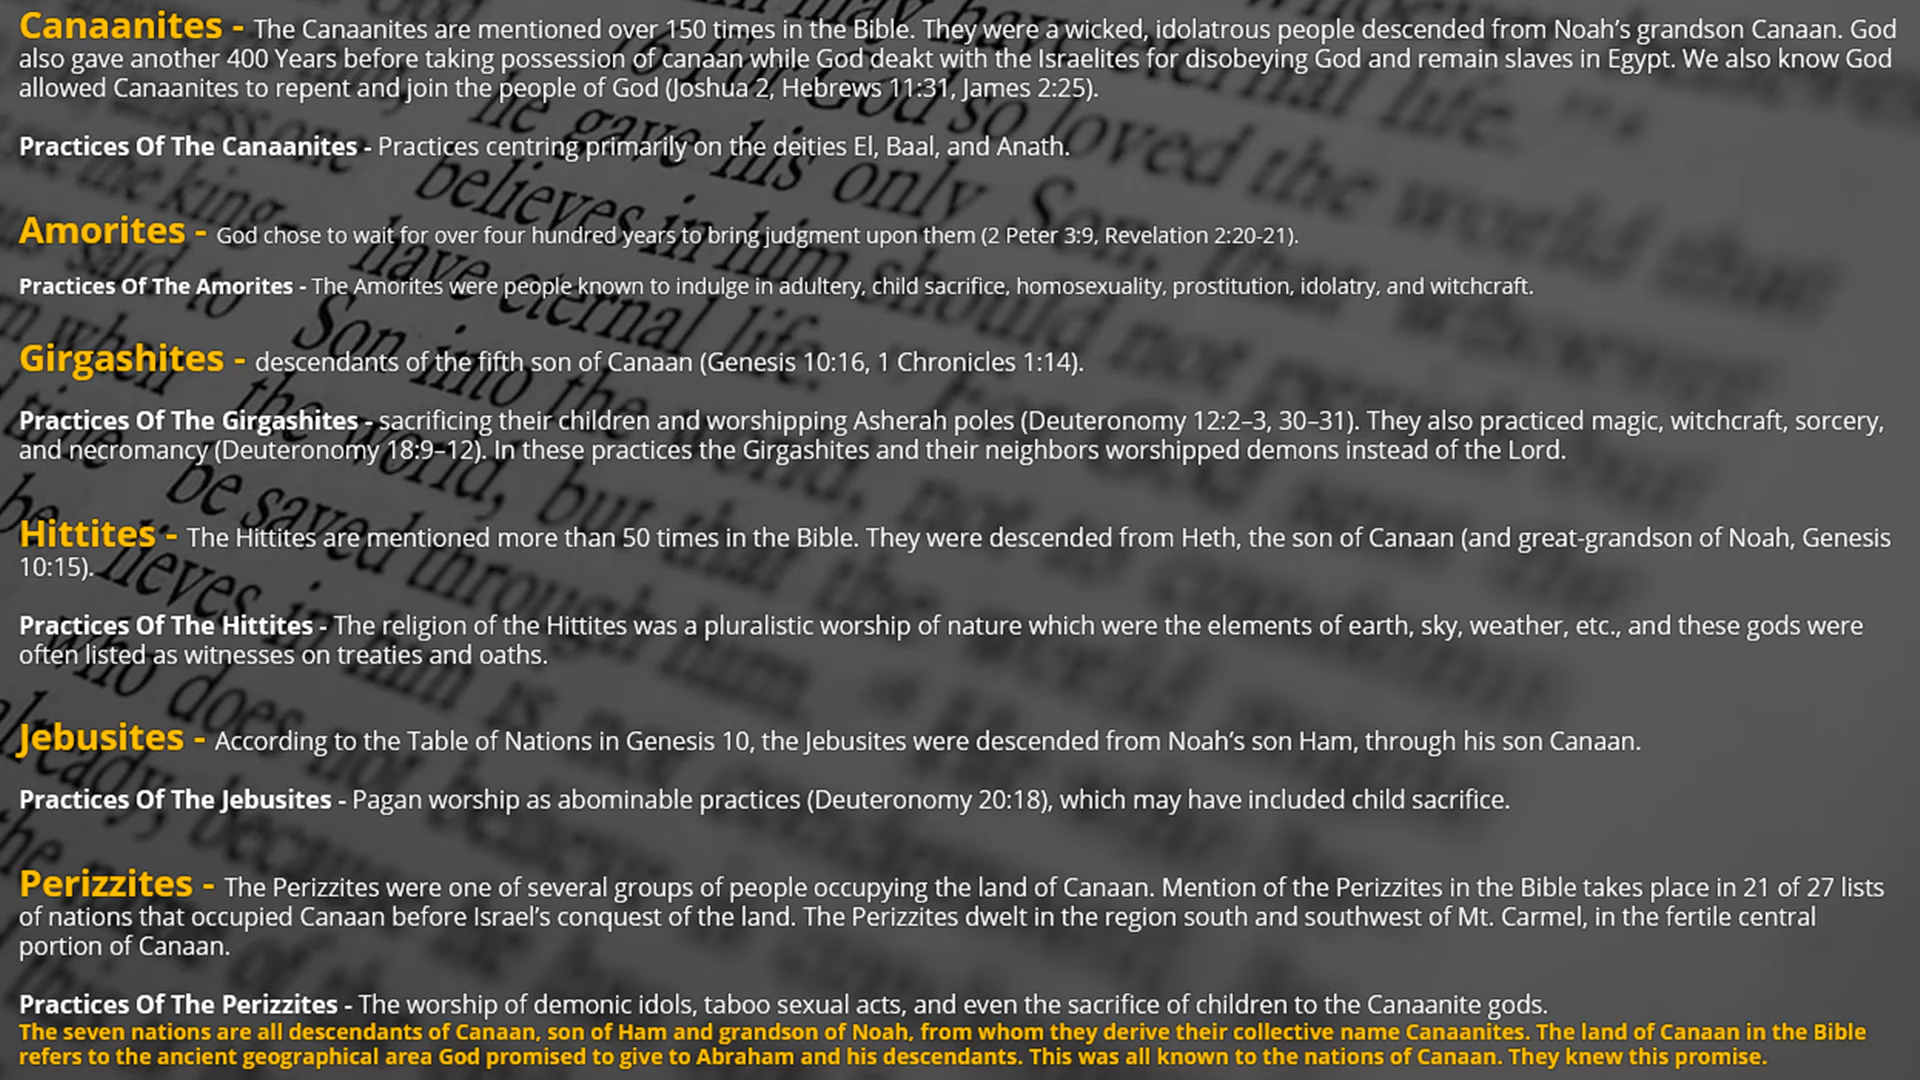 Canaanites - The Canaanites are mentioned over 150 times in the Bible. They were a wicked, idolatrous people descended from Noah's grandson Canaan. God
also gave another 400 Years before taking possession of canaan while God deakt with the Israelites for disobeying God and remain slaves in Egypt. We also know God
allowed Canaanites to repent and join the people of God (Joshua 2, Hebrews 11:31, James 2:25).
Practices Of The Canaanites - Practices centring primarily on the deities El, Baal, and Anath.
Amorites - God chose to wait for over four hundred years to bring judgment upon them (2 Peter 3:9, Revelation 2:20-21).
Practices Of The Amorites - The Amorites were people known to indulge in adultery, child sacrifice, homosexuality, prostitution, idolatry, and witchcraft.
Girgashites - descendants of the fifth son of Canaan (Genesis 10:16, 1 Chronicles 1:14).
Practices Of The Girgashites - sacrificing their children and worshipping Asherah poles (Deuteronomy 12:2–3, 30–31). They also practiced magic, witchcraft, sorcery,
and necromancy (Deuteronomy 18:9–12). In these practices the Girgashites and their neighbors worshipped demons instead of the Lord.
Hittites - The Hittites are mentioned more than 50 times in the Bible. They were descended from Heth, the son of Canaan (and great-grandson of Noah, Genesis
10:15).
Practices Of The Hittites - The religion of the Hittites was a pluralistic worship of nature which were the elements of earth, sky, weather, etc., and these gods were
often listed as witnesses on treaties and oaths.
Jebusites - According to the Table of Nations in Genesis 10, the Jebusites were descended from Noah's son Ham, through his son Canaan.
Practices Of The Jebusites - Pagan worship as abominable practices (Deuteronomy 20:18), which may have included child sacrifice.
Perizzites - The Perizzites were one of several groups of people occupying the land of Canaan. Mention of the Perizzites in the Bible takes place in 21 of 27 lists
of nations that occupied Canaan before Israel's conquest of the land. The Perizzites dwelt in the region south and southwest of Mt. Carmel, in the fertile central
portion of Canaan.
Practices Of The Perizzites - The worship of demonic idols, taboo sexual acts, and even the sacrifice of children to the Canaanite gods.
The seven nations are all descendants of Canaan, son of Ham and grandson of Noah, from whom they derive their collective name Canaanites. The land of Canaan in the Bible
refers to the ancient geographical area God promised to give to Abraham and his descendants. This was all known to the nations of Canaan. They knew this promise.
he gave his only Son,
believes in him should not
have eternal life.
Son into the world,
be saved through him.